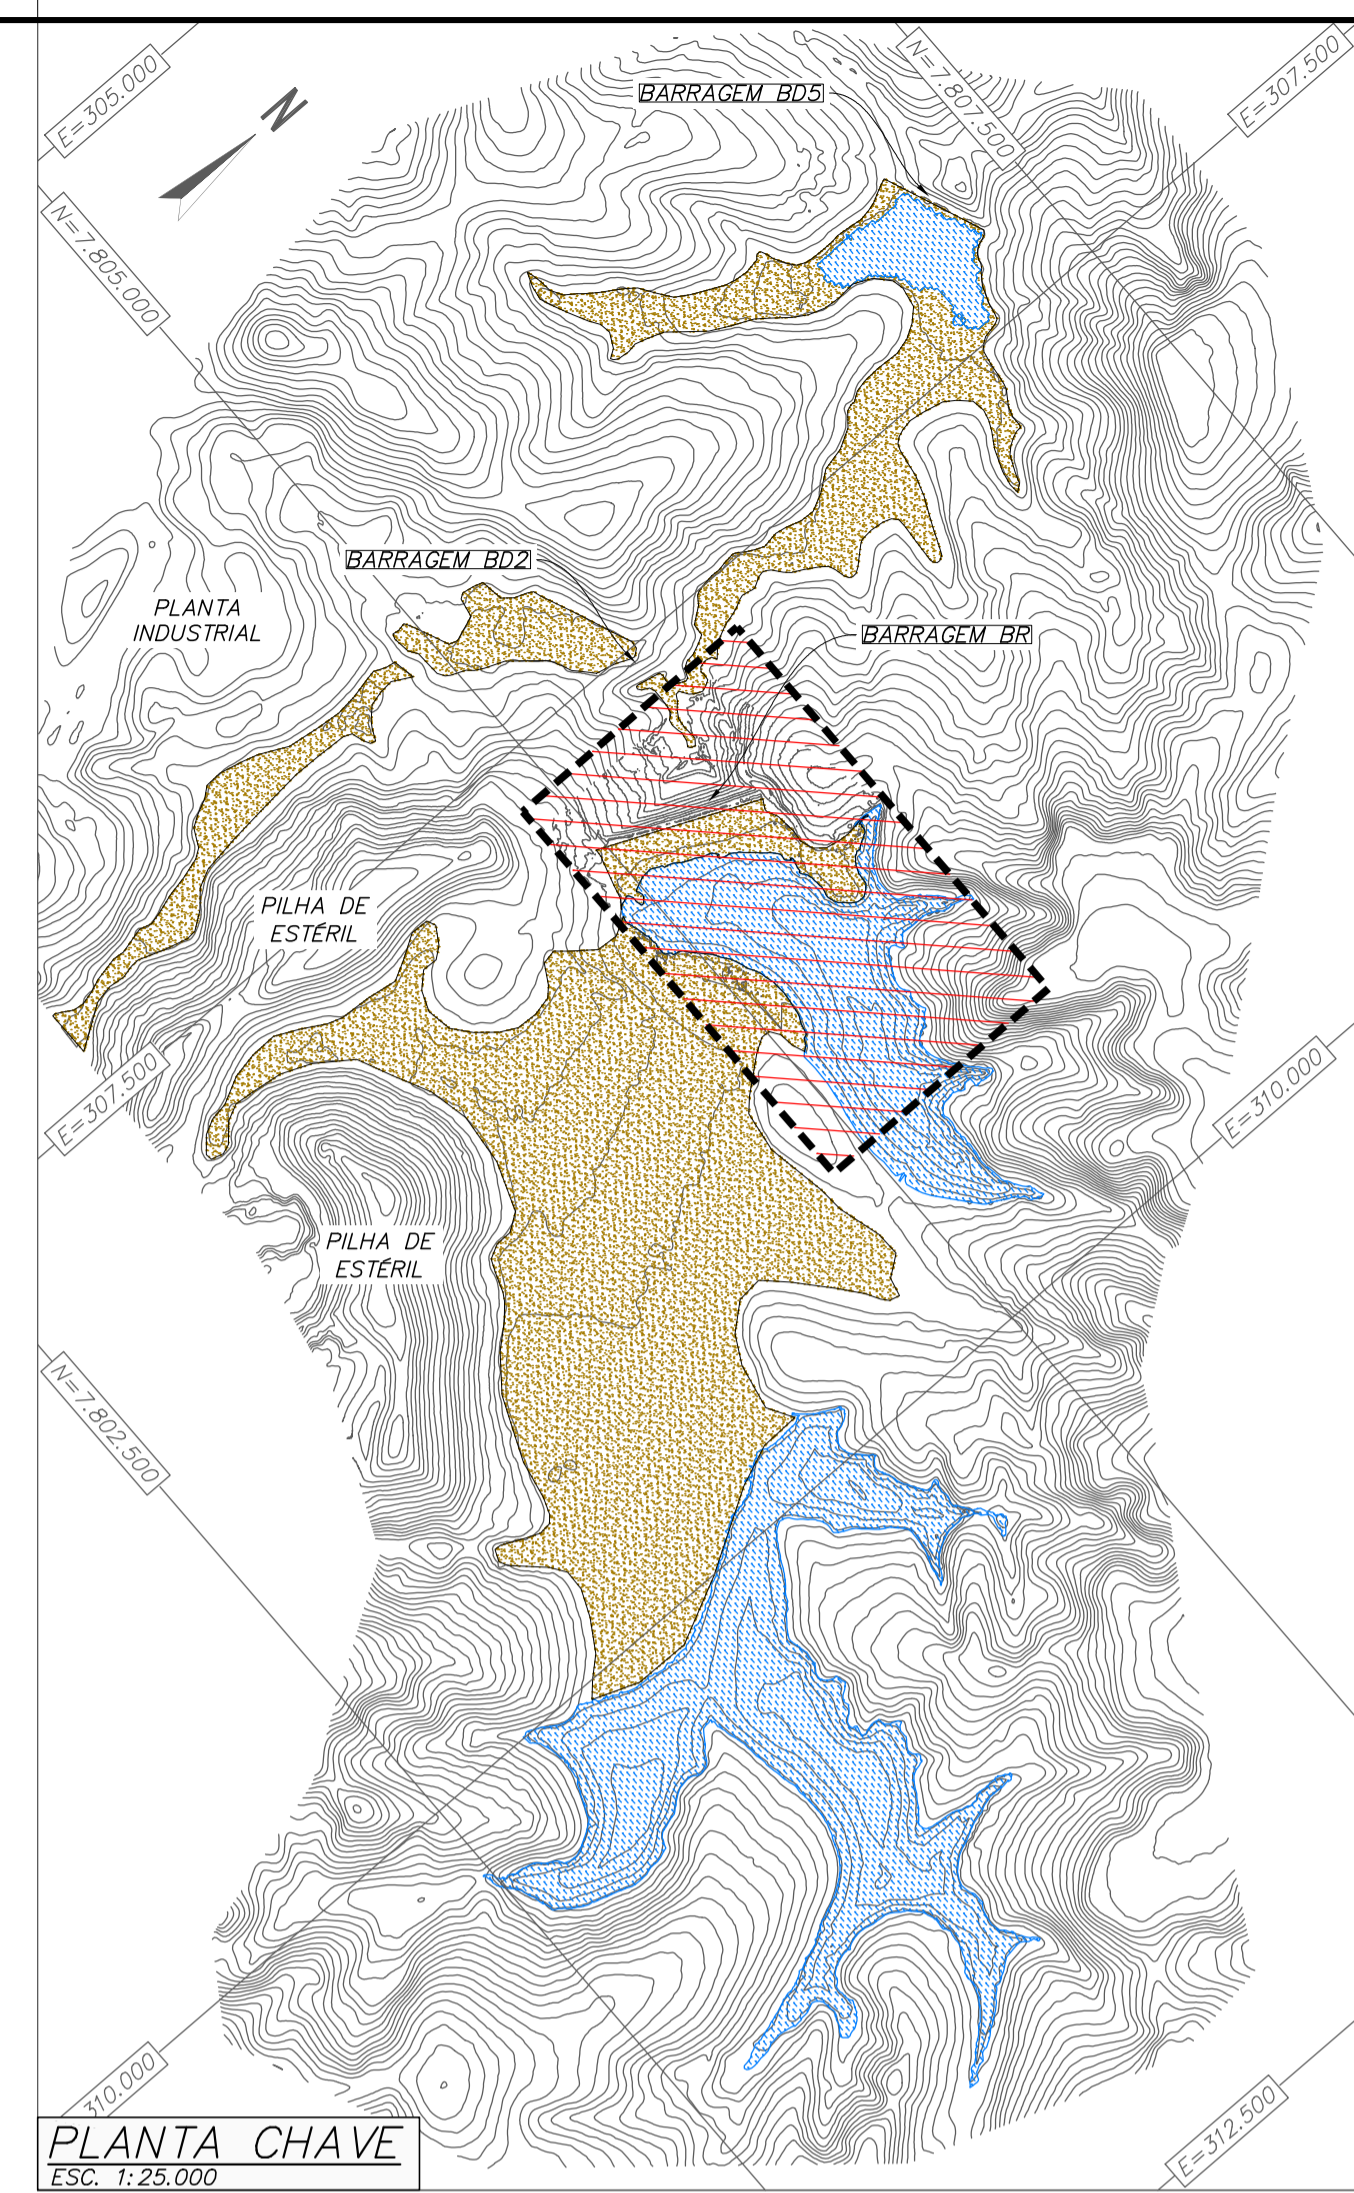 E=305.000
N
BARRAGEM BD5
N=7.807.500
E=307.500
N=7.805.000
BARRAGEM BD2
PLANTA
INDUSTRIAL
BARRAGEM BR
PILHA DE
ESTÉRIL
E=307.500
E=310.000
PILHA DE
ESTÉRIL
N=7.802.500
310.000
E=312.500
PLANTA CHAVE
ESC. 1:25.000